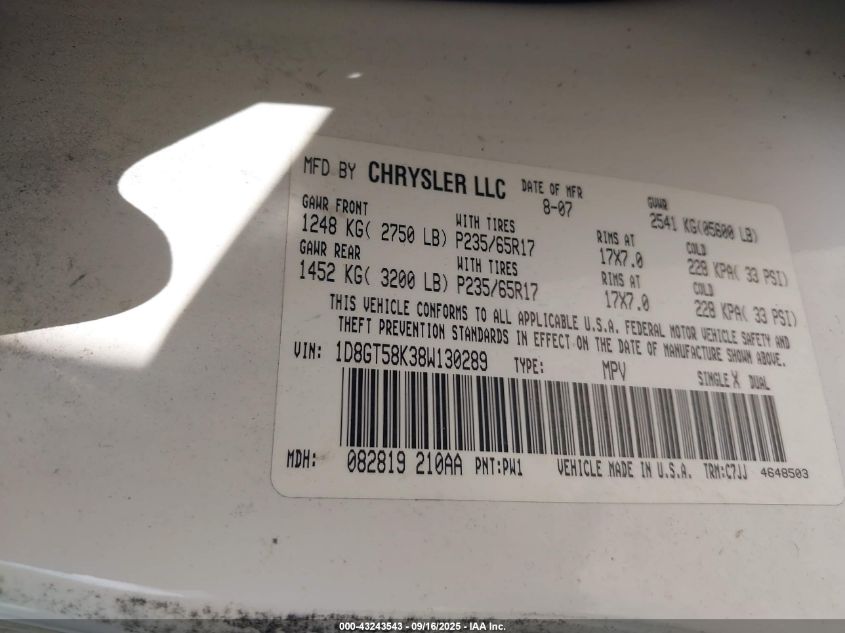 MFD BY CHRYSLER LLC DATE OF MFR GVWR
8-07 2541 KG(05600 LB)
GAWR FRONT WITH TIRES RIMS AT COLD
1248 KG( 2750 LB) P235/65R17 17X7.0 228 KPA( 33 PSI)
GAWR REAR WITH TIRES RIMS AT COLD
1452 KG( 3200 LB) P235/65R17 17X7.0 228 KPA( 33 PSI)
THIS VEHICLE CONFORMS TO ALL APPLICABLE U.S.A. FEDERAL MOTOR VEHICLE SAFETY AND
THEFT PREVENTION STANDARDS IN EFFECT ON THE DATE OF MANUFACTURE SHOWN ABOVE.
VIN: 1D8GT58K38W130289 TYPE: MPV SINGLE X DUAL
MDH: 082819 210AA PNT:PW1 VEHICLE MADE IN U.S.A. TRM:C7JJ 4648503
000-43243543 - 09/16/2025 - IAA Inc.